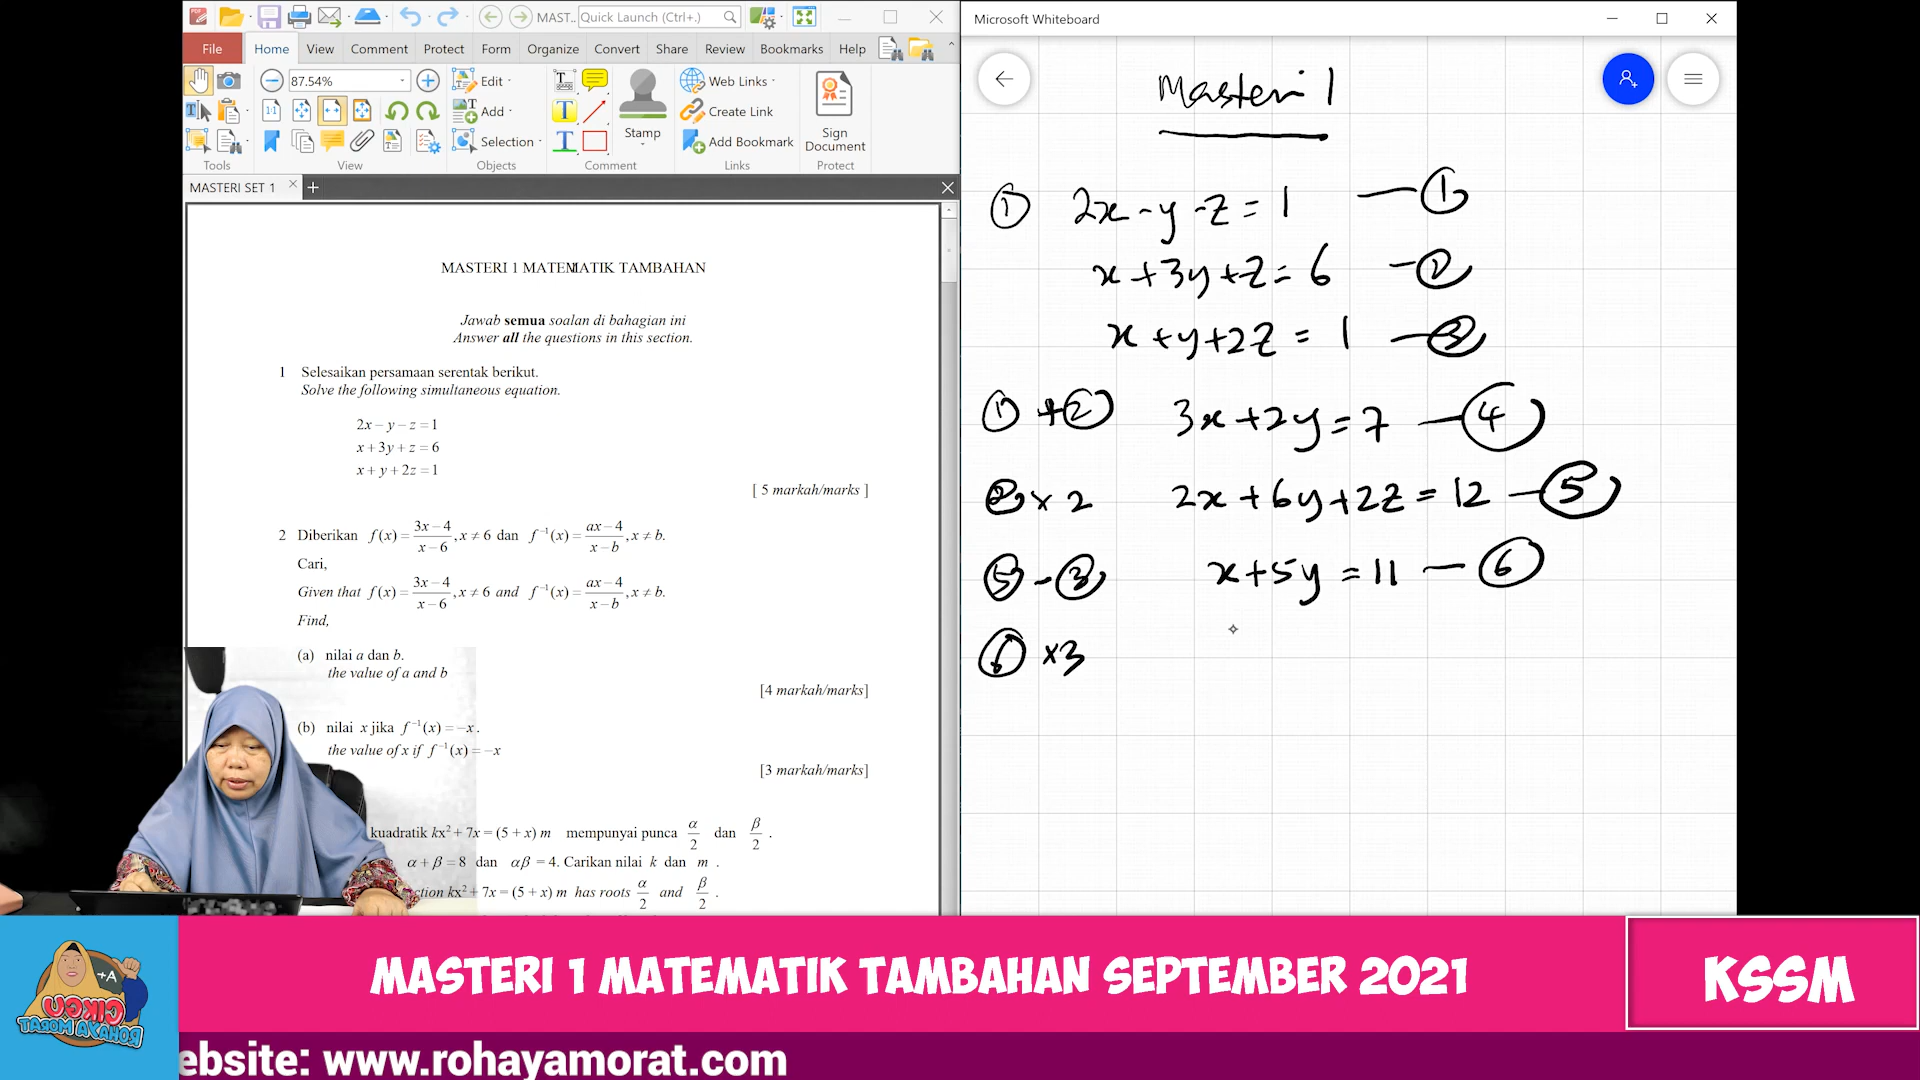 MAST..
Quick Launch (Ctrl+.)
File Home View Comment Protect Form Organize Convert Share Review Bookmarks Help
87.54%
Edit
Add
Selection
Stamp
Web Links
Create Link
Add Bookmark
Sign
Document
Tools View Objects Comment Links Protect
MASTERI SET 1
MASTERI 1 MATEMATIK TAMBAHAN
Jawab semua soalan di bahagian ini
Answer all the questions in this section.
1 Selesaikan persamaan serentak berikut.
Solve the following simultaneous equation.
2x – y – z = 1
x + 3y + z = 6
x + y + 2z = 1
[ 5 markah/marks ]
2 Diberikan f(x) = (3x – 4)/(x – 6), x ≠ 6 dan f⁻¹(x) = (ax – 4)/(x – b), x ≠ b.
Cari,
Given that f(x) = (3x – 4)/(x – 6), x ≠ 6 and f⁻¹(x) = (ax – 4)/(x – b), x ≠ b.
Find,
(a) nilai a dan b.
the value of a and b
[4 markah/marks]
(b) nilai x jika f⁻¹(x) = –x.
the value of x if f⁻¹(x) = –x
[3 markah/marks]
kuadratik kx² + 7x = (5 + x) m mempunyai punca α/2 dan β/2 .
α + β = 8 dan αβ = 4. Carikan nilai k dan m .
ction kx² + 7x = (5 + x) m has roots α/2 and β/2 .
Microsoft Whiteboard
Masteri 1
① 2x - y - z = 1 — ①
x + 3y + z = 6 — ②
x + y + 2z = 1 — ③
① + ② 3x + 2y = 7 — ④
② × 2 2x + 6y + 2z = 12 — ⑤
⑤ - ③ x + 5y = 11 — ⑥
⑥ × 3
+A
CIKGU
ROHAYA MORAT
MASTERI 1 MATEMATIK TAMBAHAN SEPTEMBER 2021
KSSM
ebsite: www.rohayamorat.com